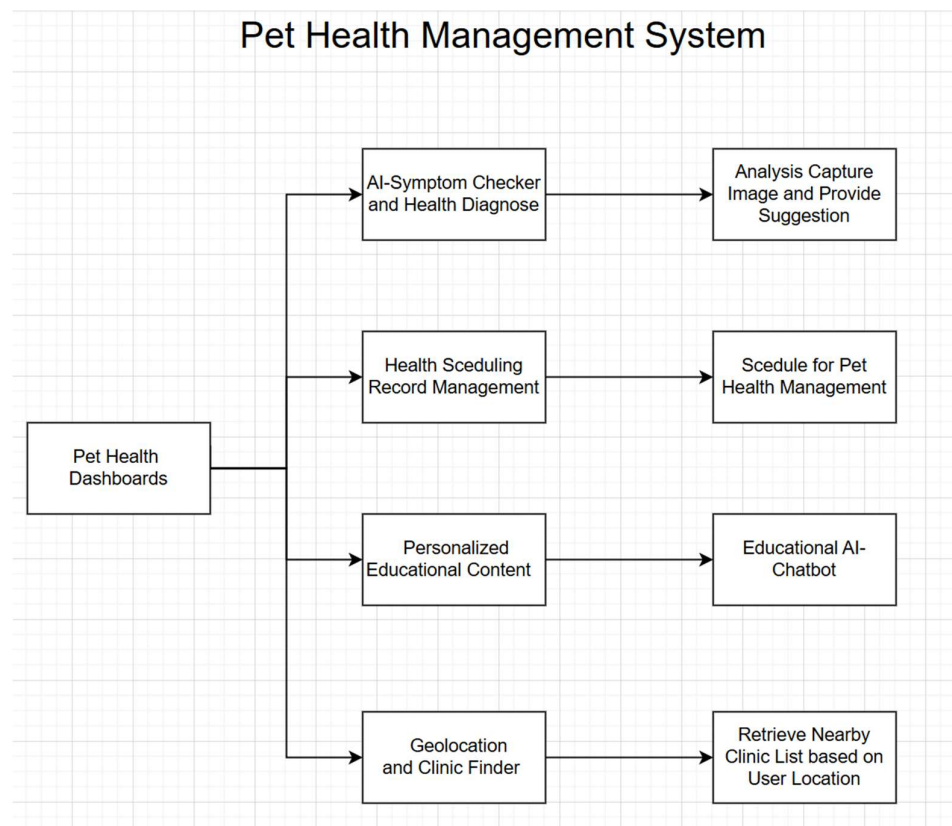 Pet Health Management System
AI-Symptom Checker
and Health Diagnose
Analysis Capture
Image and Provide
Suggestion
Health Sceduling
Record Management
Scedule for Pet
Health Management
Pet Health
Dashboards
Personalized
Educational Content
Educational AI-
Chatbot
Geolocation
and Clinic Finder
Retrieve Nearby
Clinic List based on
User Location